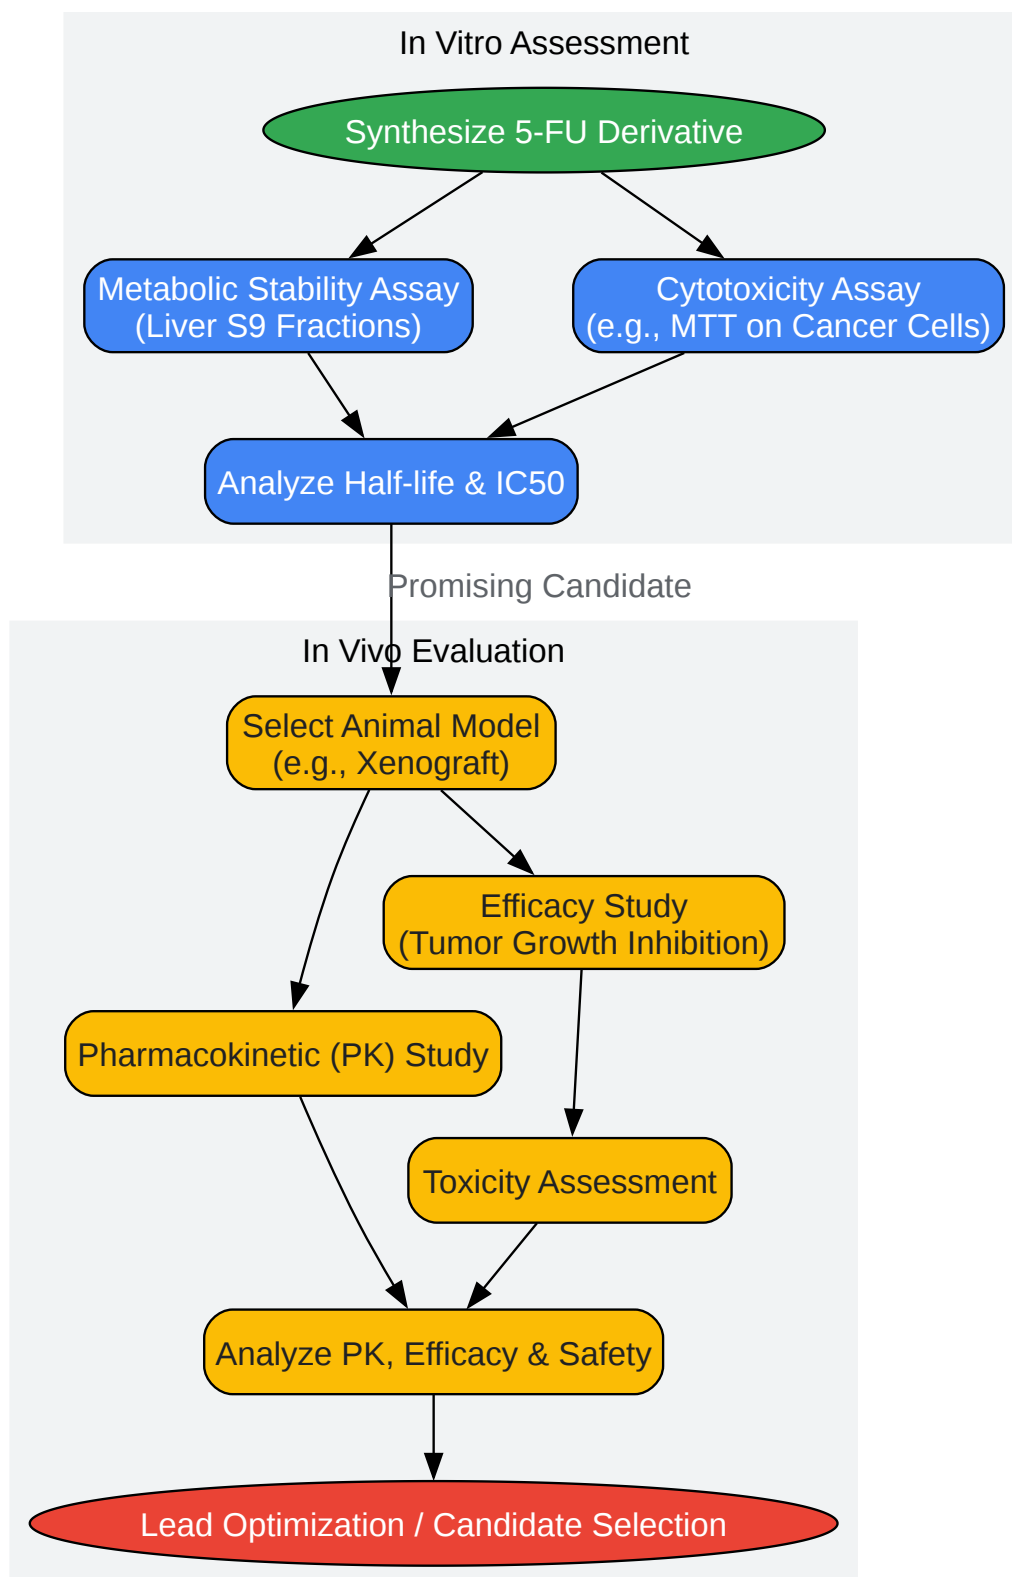 In Vitro Assessment
Synthesize 5-FU Derivative
Metabolic Stability Assay
(Liver S9 Fractions)
Cytotoxicity Assay
(e.g., MTT on Cancer Cells)
Analyze Half-life & IC50
Promising Candidate
In Vivo Evaluation
Select Animal Model
(e.g., Xenograft)
Efficacy Study
(Tumor Growth Inhibition)
Pharmacokinetic (PK) Study
Toxicity Assessment
Analyze PK, Efficacy & Safety
Lead Optimization / Candidate Selection